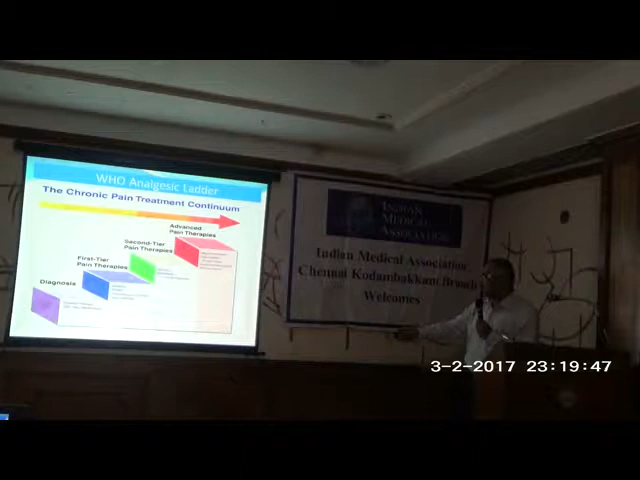 WHO Analgesic Ladder
The Chronic Pain Treatment Continuum
Advanced
Pain Therapies
Second-Tier
Pain Therapies
First-Tier
Pain Therapies
Diagnosis
INDIAN
MEDICAL
ASSOCIATION
Indian Medical Association
Chennai Kodambakkam Branch
Welcomes
3-2-2017 23:19:47